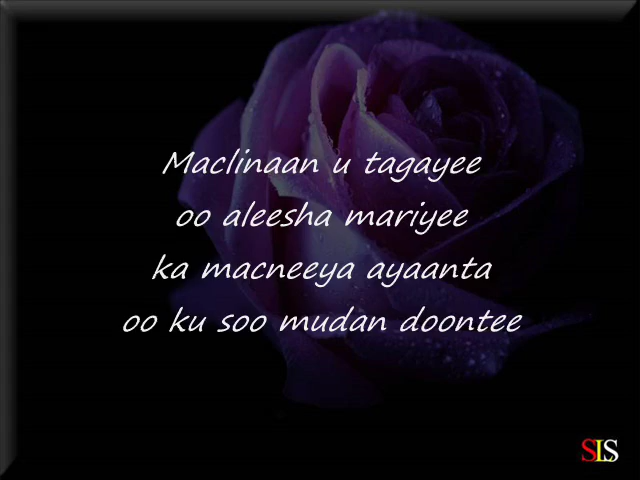 Maclinaan u tagayee
oo aleesha mariyee
ka macneeya ayaanta
oo ku soo mudan doontee
SLS